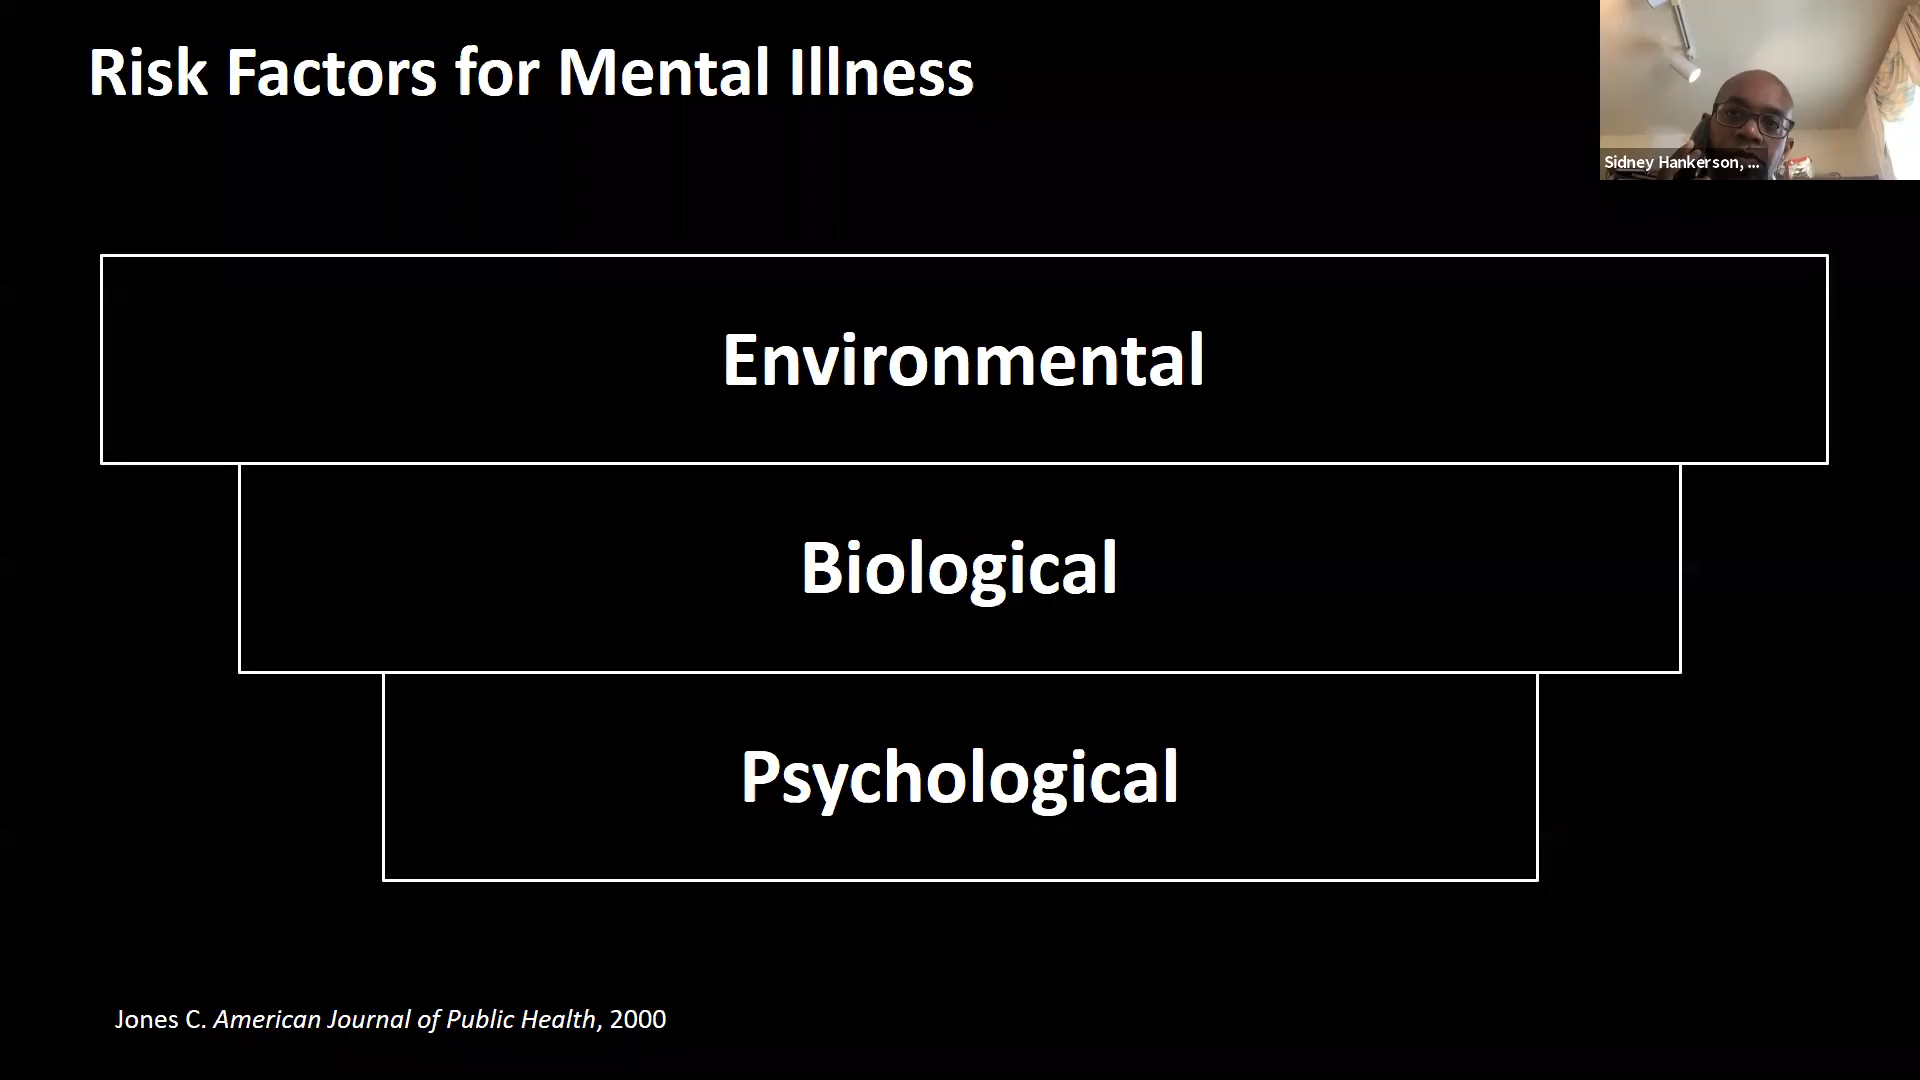 Risk Factors for Mental Illness
Sidney Hankerson, ...
Environmental
Biological
Psychological
Jones C. American Journal of Public Health, 2000